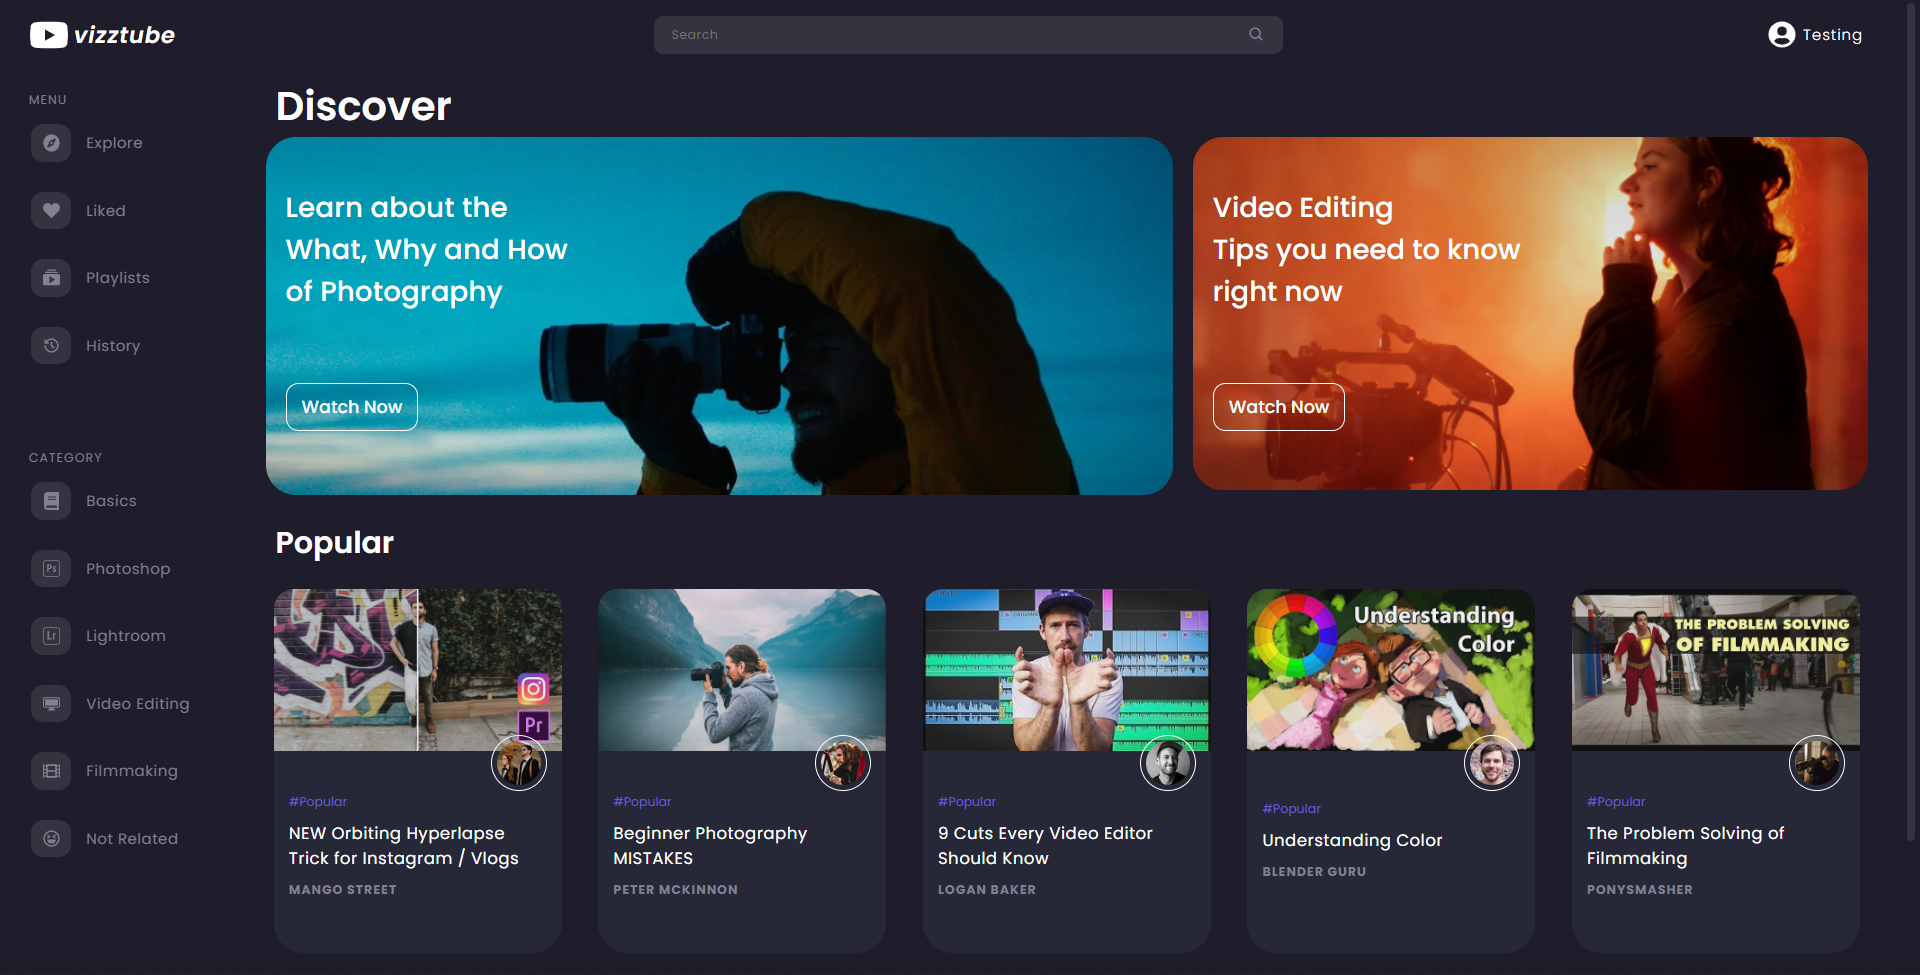 vizztube
Search
Testing
MENU
Explore
Liked
Playlists
History
CATEGORY
Basics
Ps
Photoshop
Lr
Lightroom
Video Editing
Filmmaking
Not Related
Discover
Learn about the
What, Why and How
of Photography
Watch Now
Video Editing
Tips you need to know
right now
Watch Now
Popular
Pr
#Popular
NEW Orbiting Hyperlapse
Trick for Instagram / Vlogs
MANGO STREET
#Popular
Beginner Photography
MISTAKES
PETER MCKINNON
#Popular
9 Cuts Every Video Editor
Should Know
LOGAN BAKER
Understanding
Color
#Popular
Understanding Color
BLENDER GURU
THE PROBLEM SOLVING
OF FILMMAKING
#Popular
The Problem Solving of
Filmmaking
PONYSMASHER